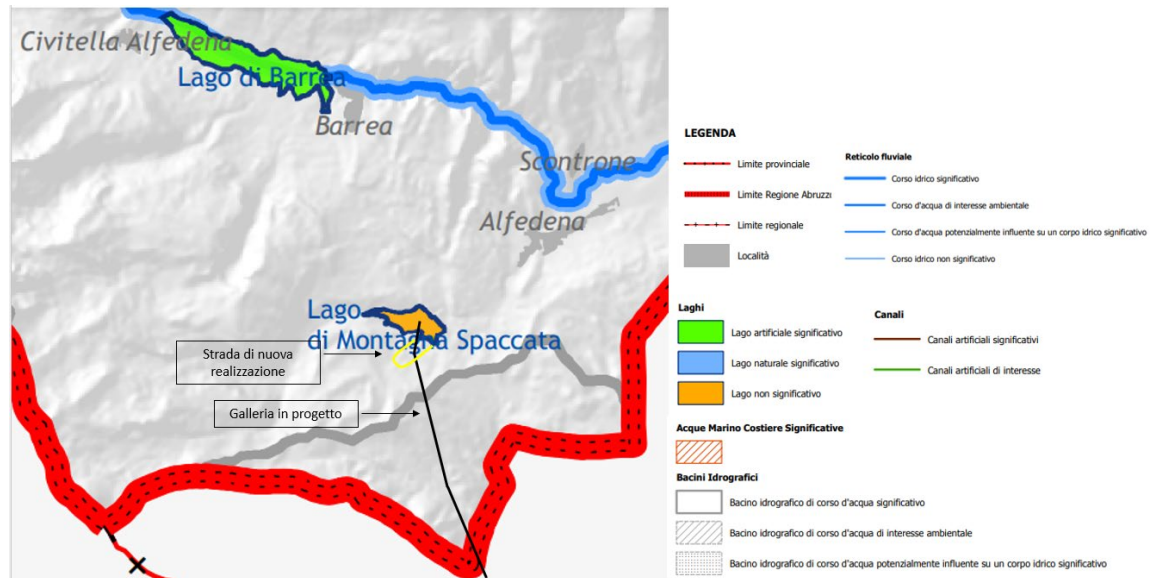 Civitella Alfedena
Lago di Barrea
Barrea
Scontrone
Alfedena
Lago
di Montagna Spaccata
Strada di nuova
realizzazione
Galleria in progetto
LEGENDA
Limite provinciale
Limite Regione Abruzzo
Limite regionale
Località
Reticolo fluviale
Corso idrico significativo
Corso d'acqua di interesse ambientale
Corso d'acqua potenzialmente influente su un corpo idrico significativo
Corso idrico non significativo
Laghi
Lago artificiale significativo
Lago naturale significativo
Lago non significativo
Canali
Canali artificiali significativi
Canali artificiali di interesse
Acque Marino Costiere Significative
Bacini Idrografici
Bacino idrografico di corso d'acqua significativo
Bacino idrografico di corso d'acqua di interesse ambientale
Bacino idrografico di corso d'acqua potenzialmente influente su un corpo idrico significativo